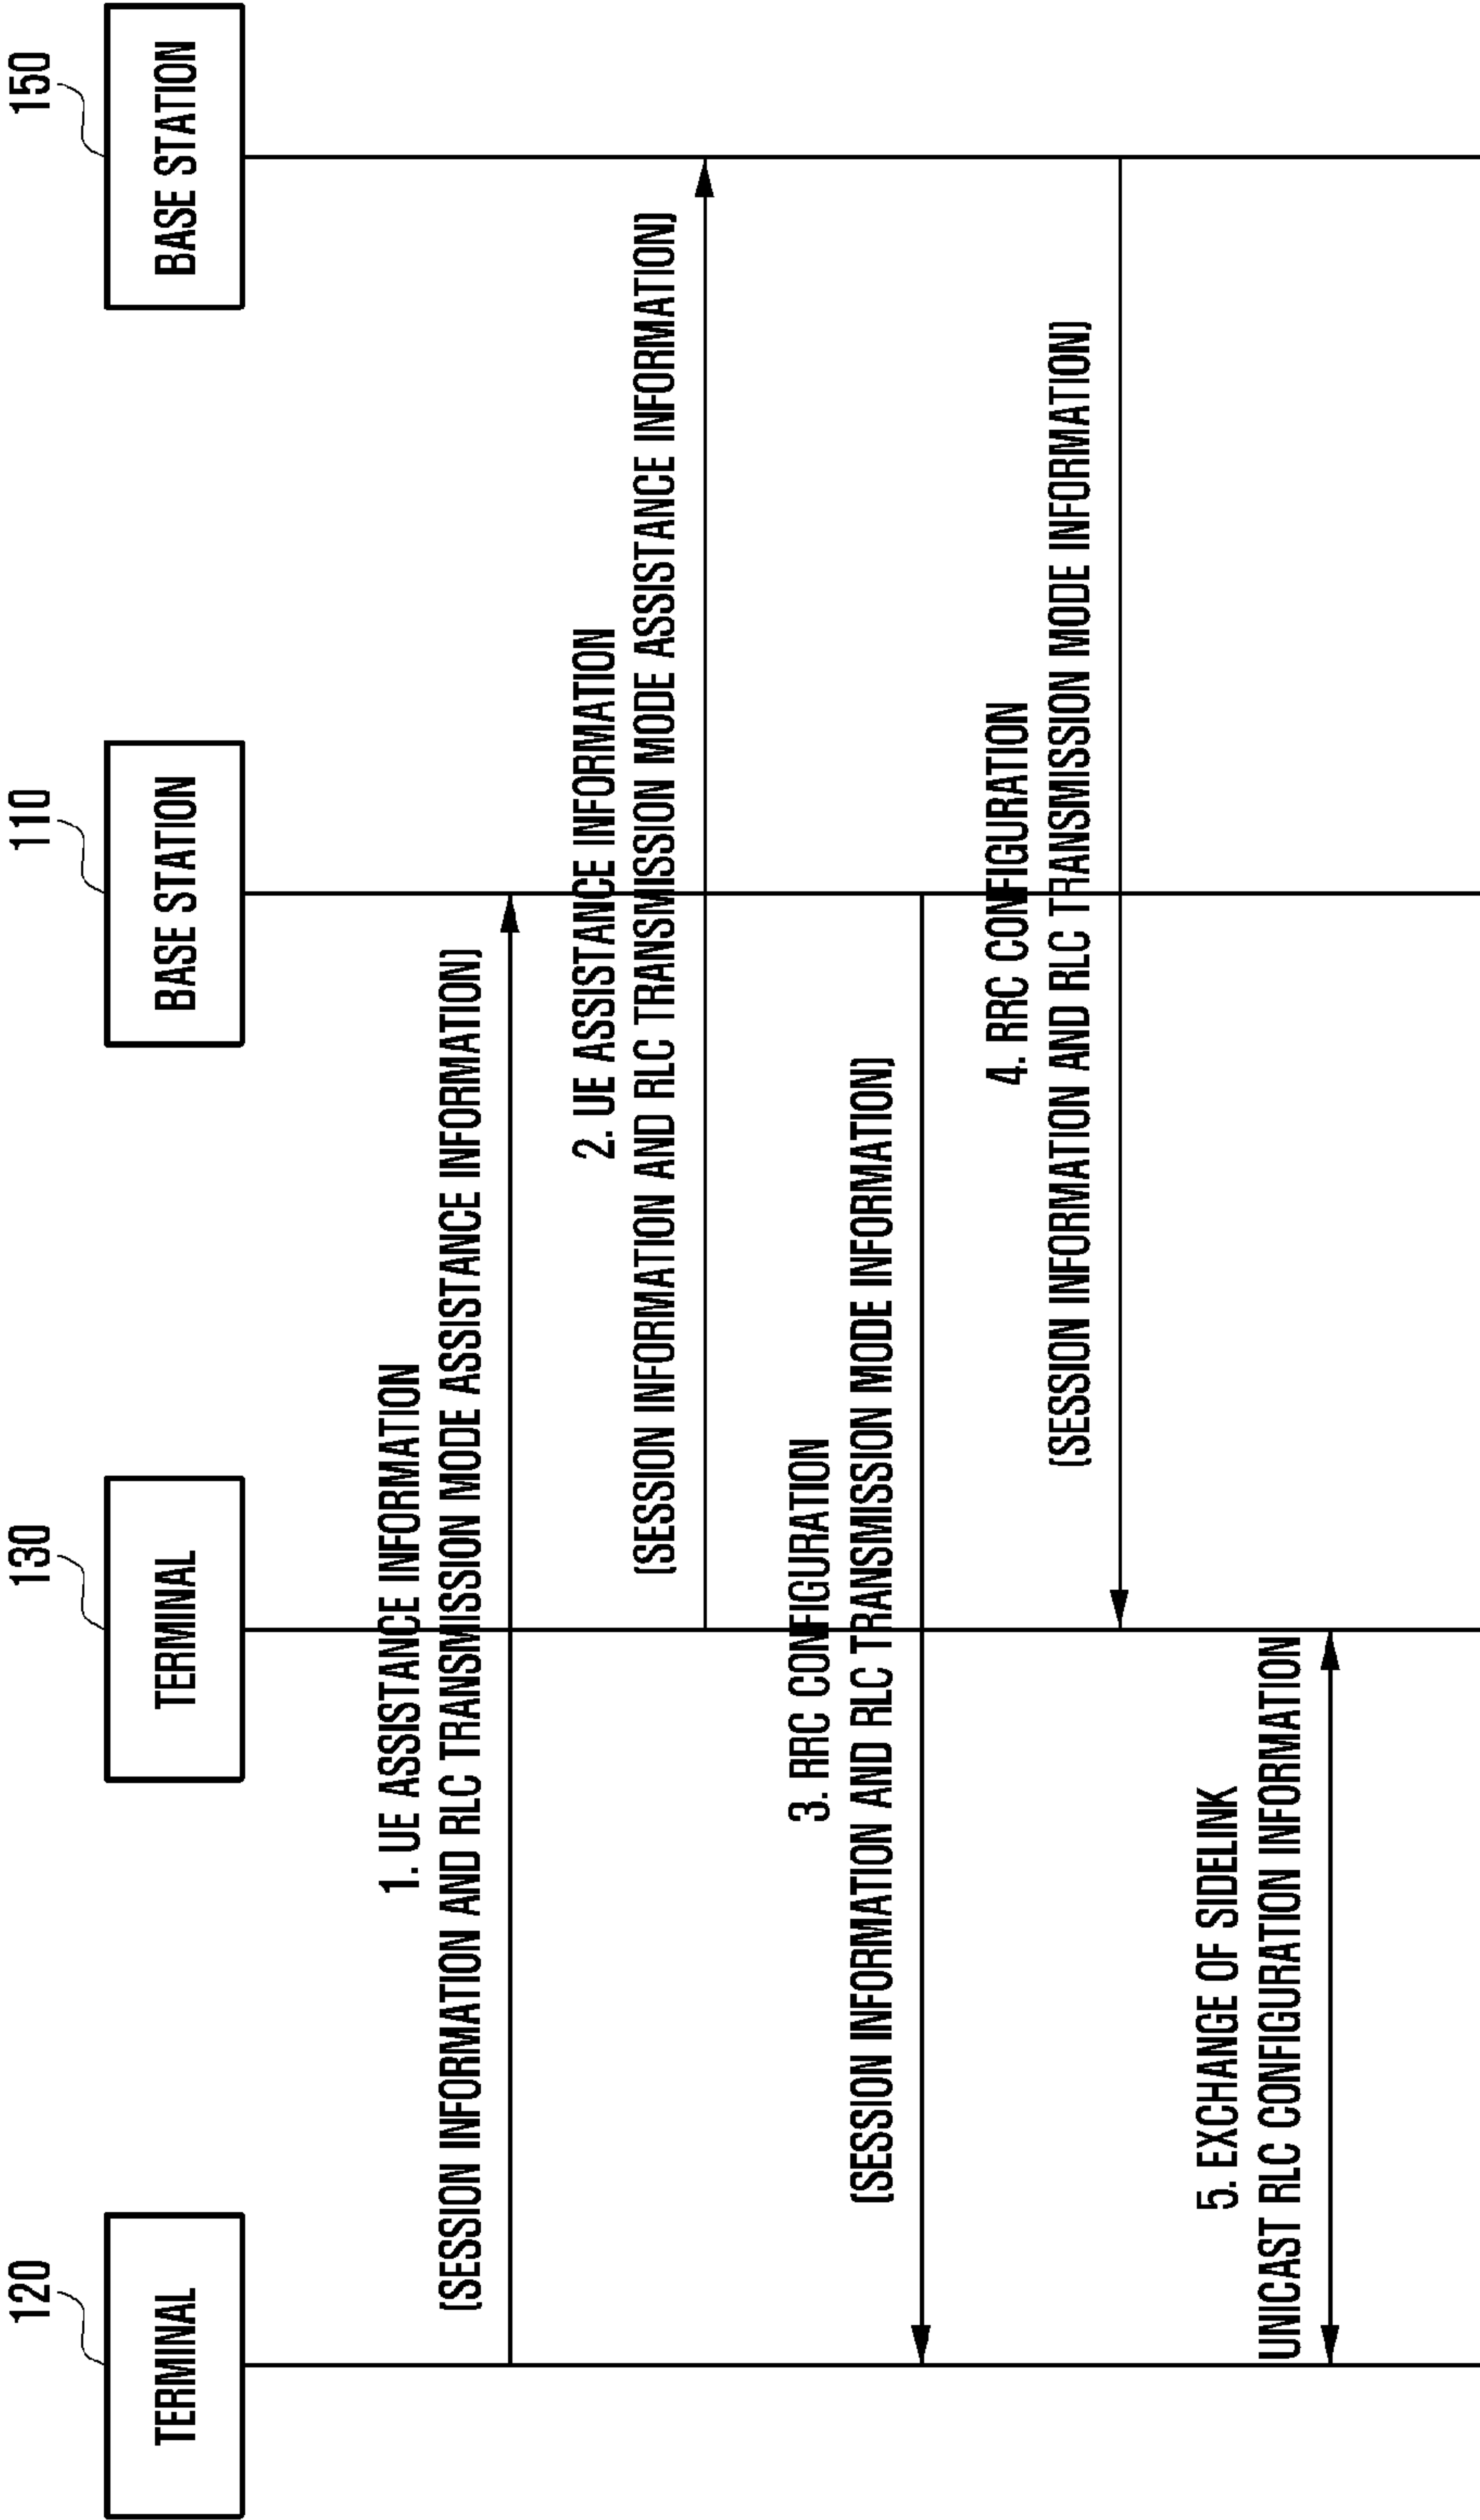 120
130
110
150
TERMINAL
TERMINAL
BASE STATION
BASE STATION
1. UE ASSISTANCE INFORMATION
(SESSION INFORMATION AND RLC TRANSMISSION MODE ASSISTANCE INFORMATION)
2. UE ASSISTANCE INFORMATION
(SESSION INFORMATION AND RLC TRANSMISSION MODE ASSISTANCE INFORMATION)
3. RRC CONFIGURATION
(SESSION INFORMATION AND RLC TRANSMISSION MODE INFORMATION)
4. RRC CONFIGURATION
(SESSION INFORMATION AND RLC TRANSMISSION MODE INFORMATION)
5. EXCHANGE OF SIDELINK
UNICAST RLC CONFIGURATION INFORMATION